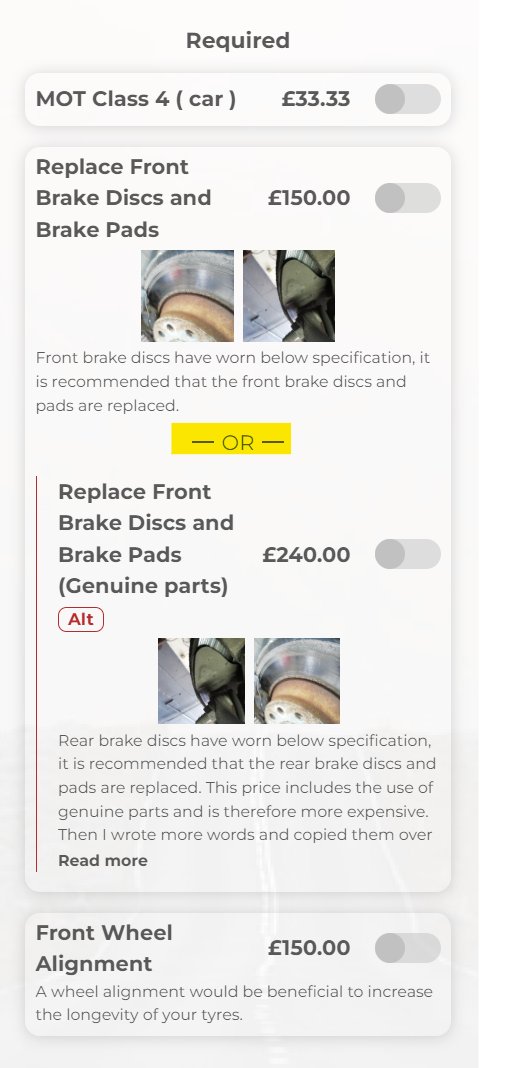 Required
MOT Class 4 ( car ) £33.33
Replace Front
Brake Discs and £150.00
Brake Pads
Front brake discs have worn below specification, it
is recommended that the front brake discs and
pads are replaced.
— OR —
Replace Front
Brake Discs and
Brake Pads £240.00
(Genuine parts)
Alt
Rear brake discs have worn below specification,
it is recommended that the rear brake discs and
pads are replaced. This price includes the use of
genuine parts and is therefore more expensive.
Then I wrote more words and copied them over
Read more
Front Wheel £150.00
Alignment
A wheel alignment would be beneficial to increase
the longevity of your tyres.